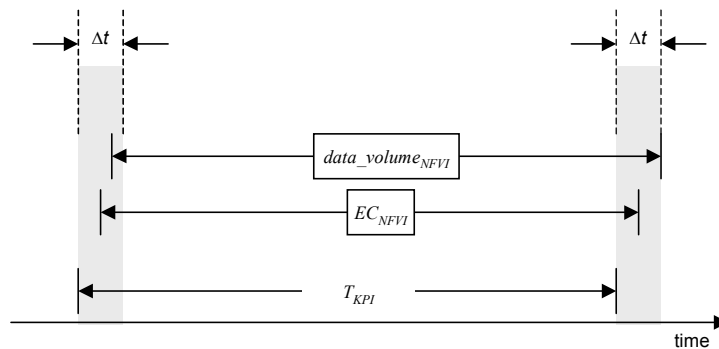 Δt Δt
data_volume_NFVI
EC_NFVI
T_KPI
time